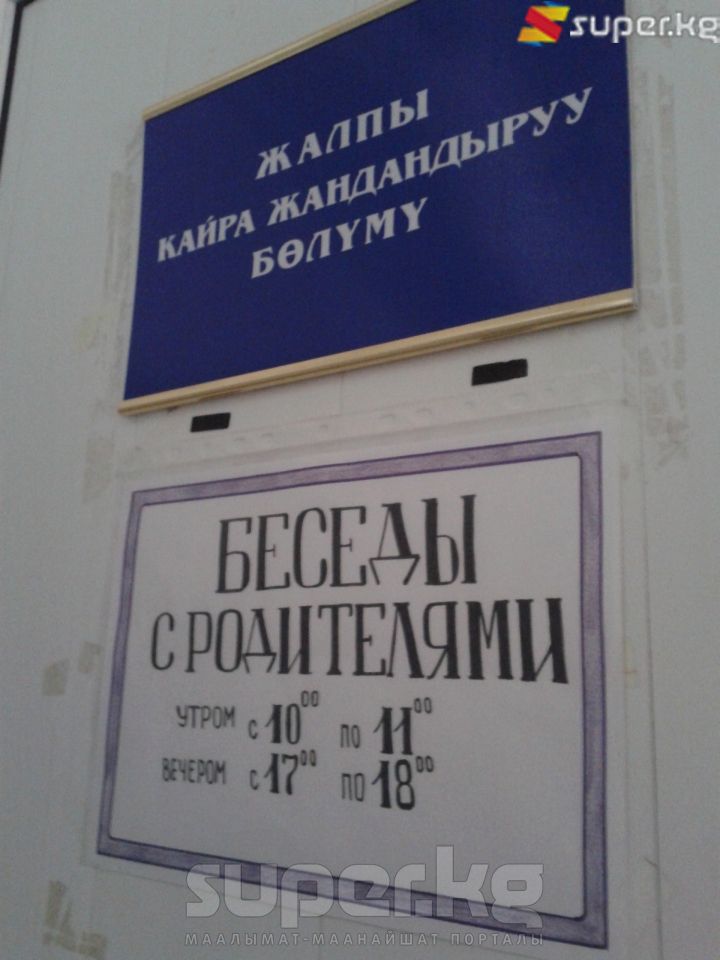 super.kg
ЖАЛПЫ
КАЙРА ЖАНДАНДЫРУУ
БӨЛҮМҮ
БЕСЕДЫ
С РОДИТЕЛЯМИ
УТРОМ с 10⁰⁰ по 11⁰⁰
ВЕЧЕРОМ с 17⁰⁰ по 18⁰⁰
super.kg
МААЛЫМАТ-МААНАЙШАТ ПОРТАЛЫ